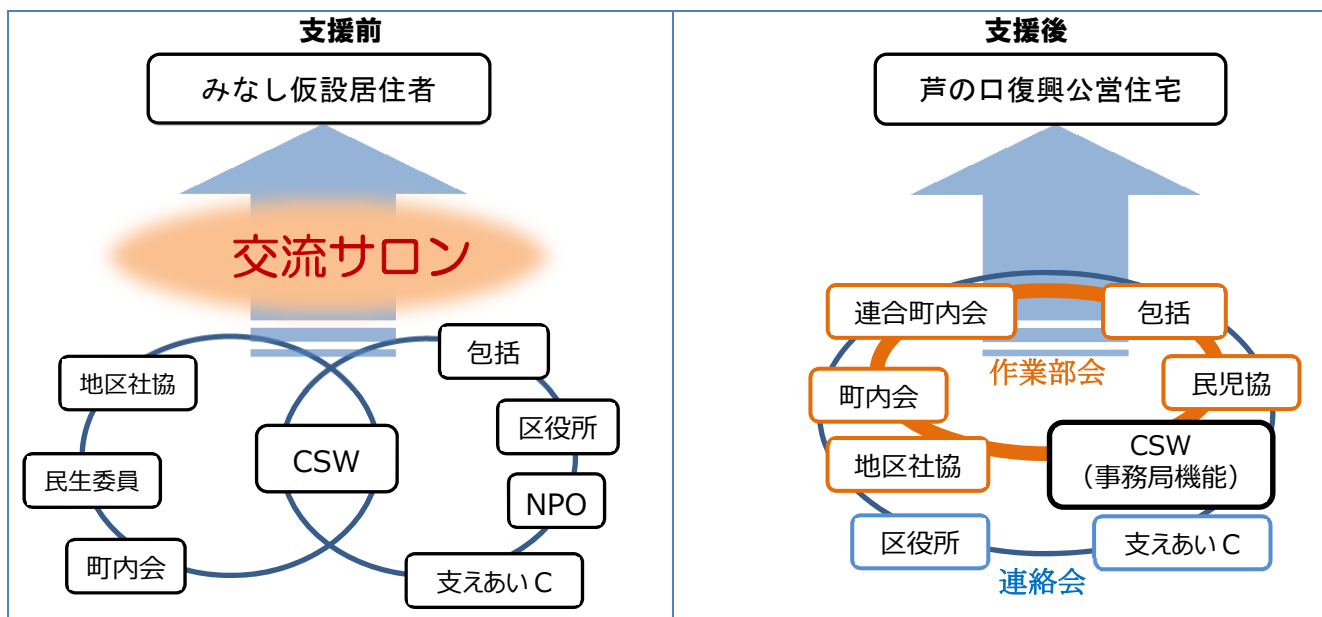 支援前
みなし仮設居住者
交流サロン
包括
地区社協
区役所
CSW
民生委員
NPO
町内会
支えあいC
支援後
芦の口復興公営住宅
連合町内会
包括
作業部会
民児協
町内会
CSW
（事務局機能）
地区社協
区役所
支えあいC
連絡会